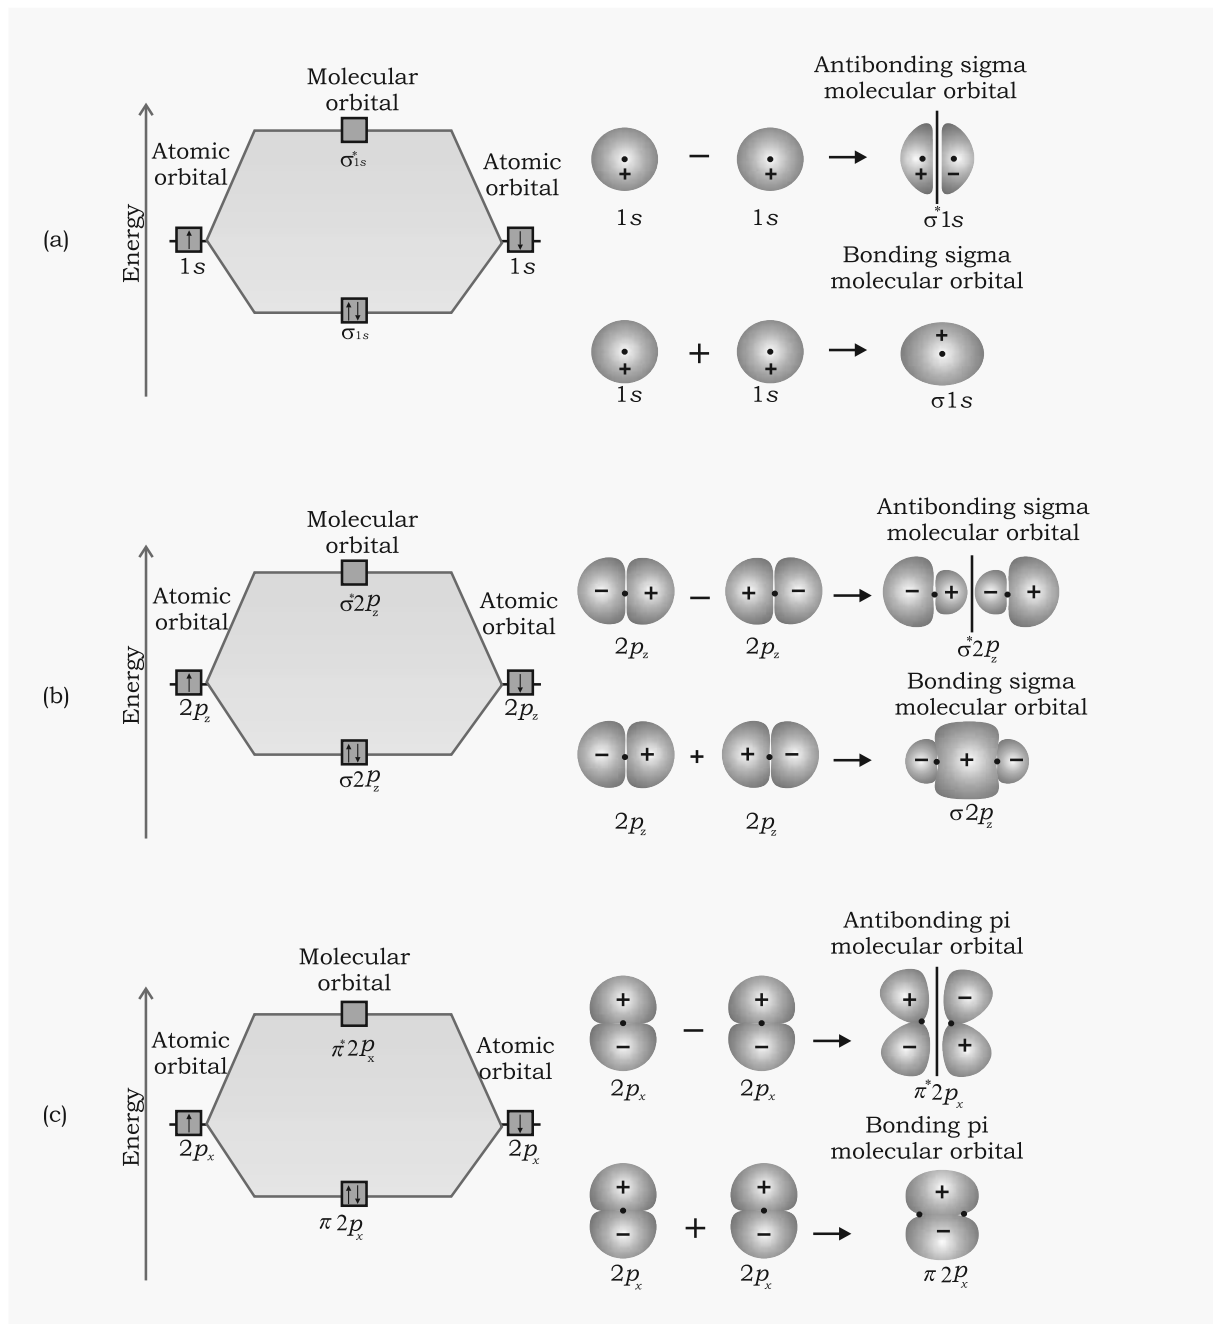 (a)
Energy
Molecular
orbital
σ*1s
Atomic
orbital
1s
Atomic
orbital
1s
σ1s
Antibonding sigma
molecular orbital
+ − + + −
1s 1s σ*1s
Bonding sigma
molecular orbital
+ + + +
1s 1s σ1s
(b)
Energy
Molecular
orbital
σ*2pz
Atomic
orbital
2pz
Atomic
orbital
2pz
σ2pz
Antibonding sigma
molecular orbital
− + − + − − + − +
2pz 2pz σ*2pz
Bonding sigma
molecular orbital
− + + + − − + −
2pz 2pz σ2pz
(c)
Energy
Molecular
orbital
π*2px
Atomic
orbital
2px
Atomic
orbital
2px
π2px
Antibonding pi
molecular orbital
+ + + −
−
− − − +
2px 2px π*2px
Bonding pi
molecular orbital
+ + +
+
− − −
2px 2px π2px